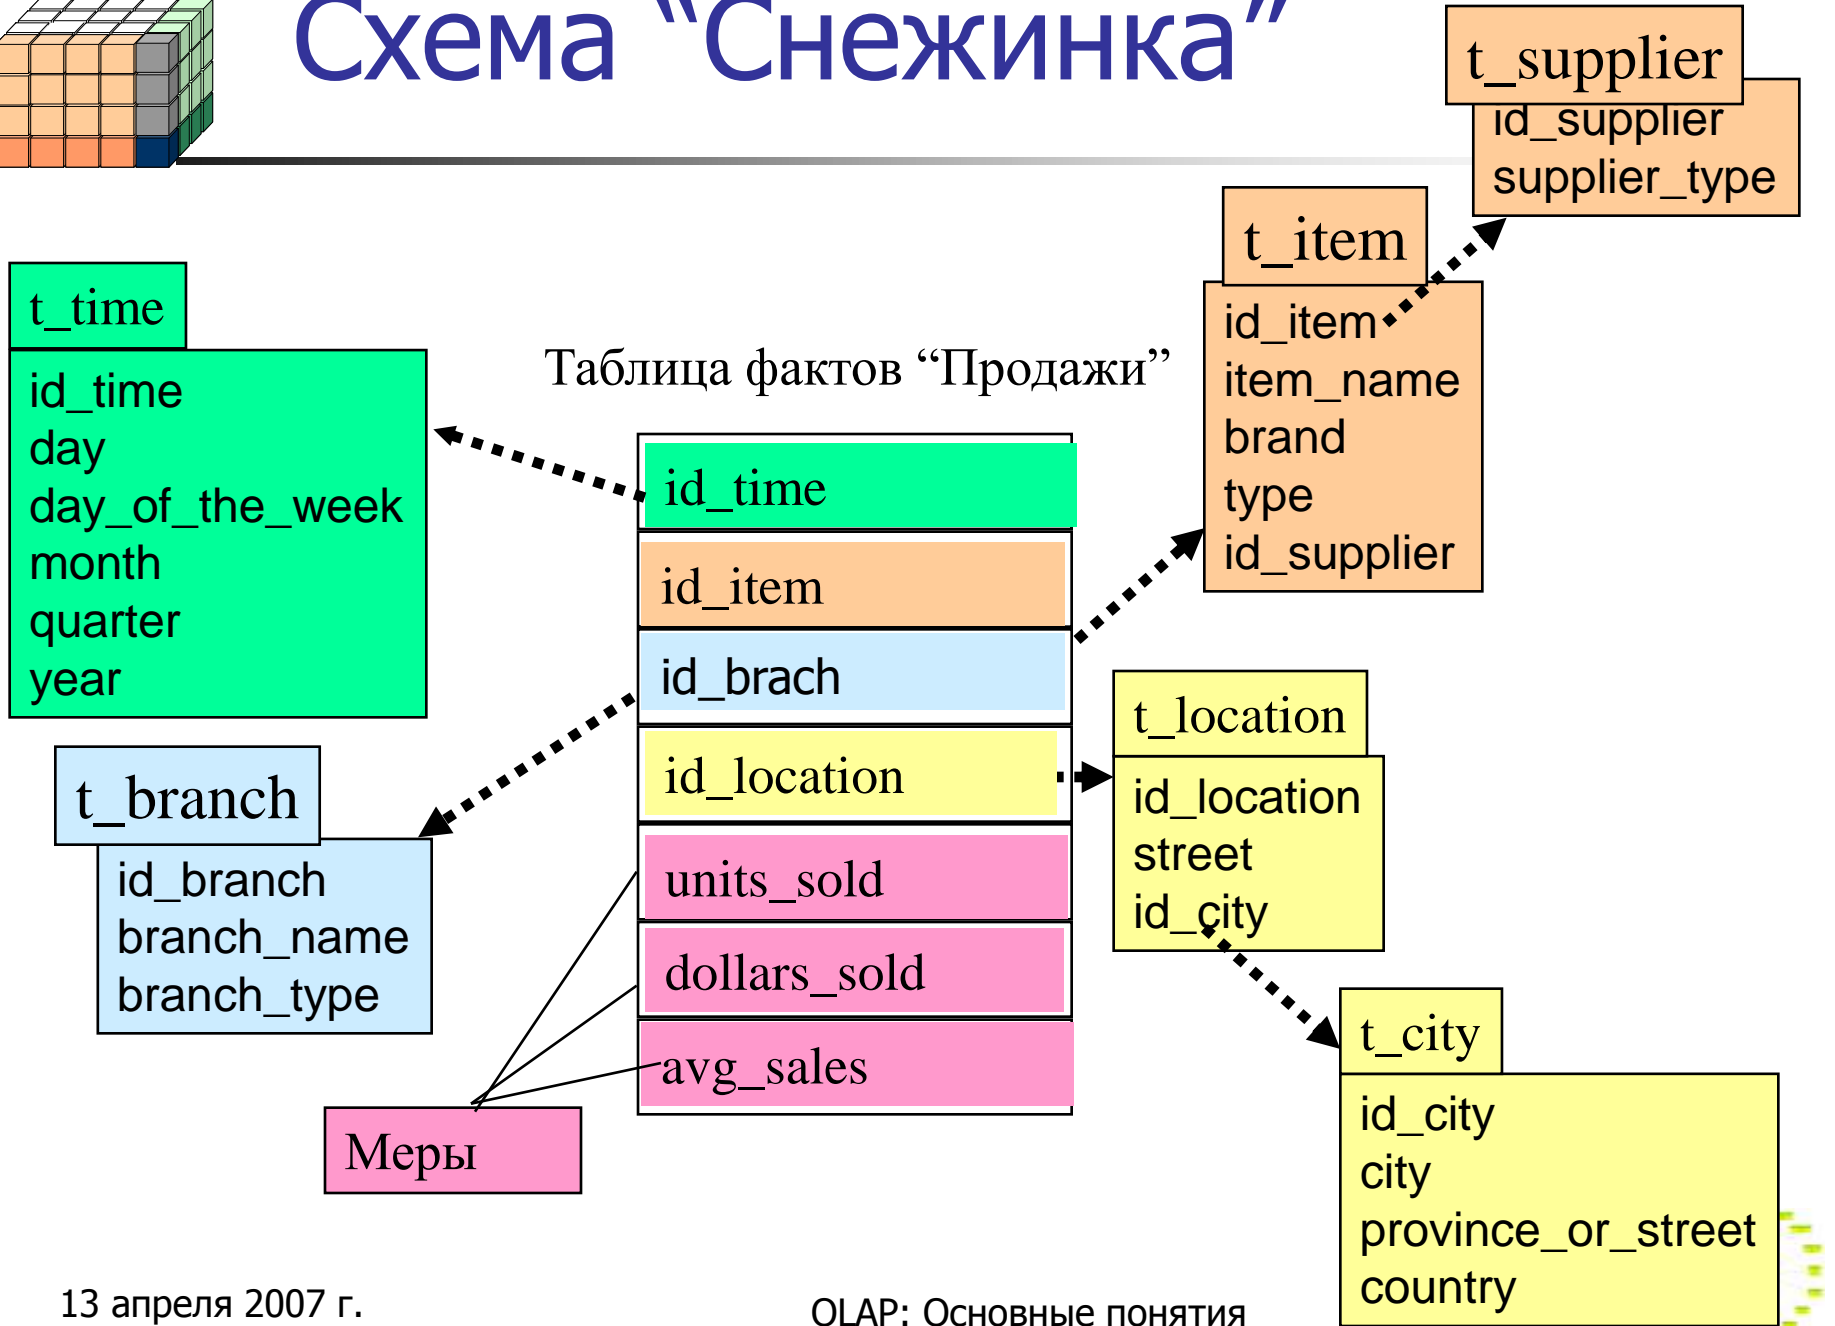 Схема “Снежинка”
t_supplier
id_supplier
supplier_type
t_item
id_item
item_name
brand
type
id_supplier
t_time
id_time
day
day_of_the_week
month
quarter
year
Таблица фактов “Продажи”
id_time
id_item
id_brach
id_location
units_sold
dollars_sold
avg_sales
t_branch
id_branch
branch_name
branch_type
Меры
t_location
id_location
street
id_city
t_city
id_city
city
province_or_street
country
13 апреля 2007 г.
OLAP: Основные понятия